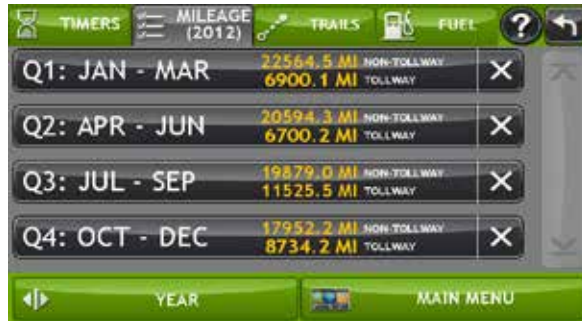 TIMERS
MILEAGE
(2012)
TRAILS
FUEL
?
Q1: JAN - MAR
22564.5 MI NON-TOLLWAY
6900.1 MI TOLLWAY
X
Q2: APR - JUN
20594.3 MI NON-TOLLWAY
6700.2 MI TOLLWAY
X
Q3: JUL - SEP
19879.0 MI NON-TOLLWAY
11525.5 MI TOLLWAY
X
Q4: OCT - DEC
17952.2 MI NON-TOLLWAY
8734.2 MI TOLLWAY
X
YEAR
MAIN MENU